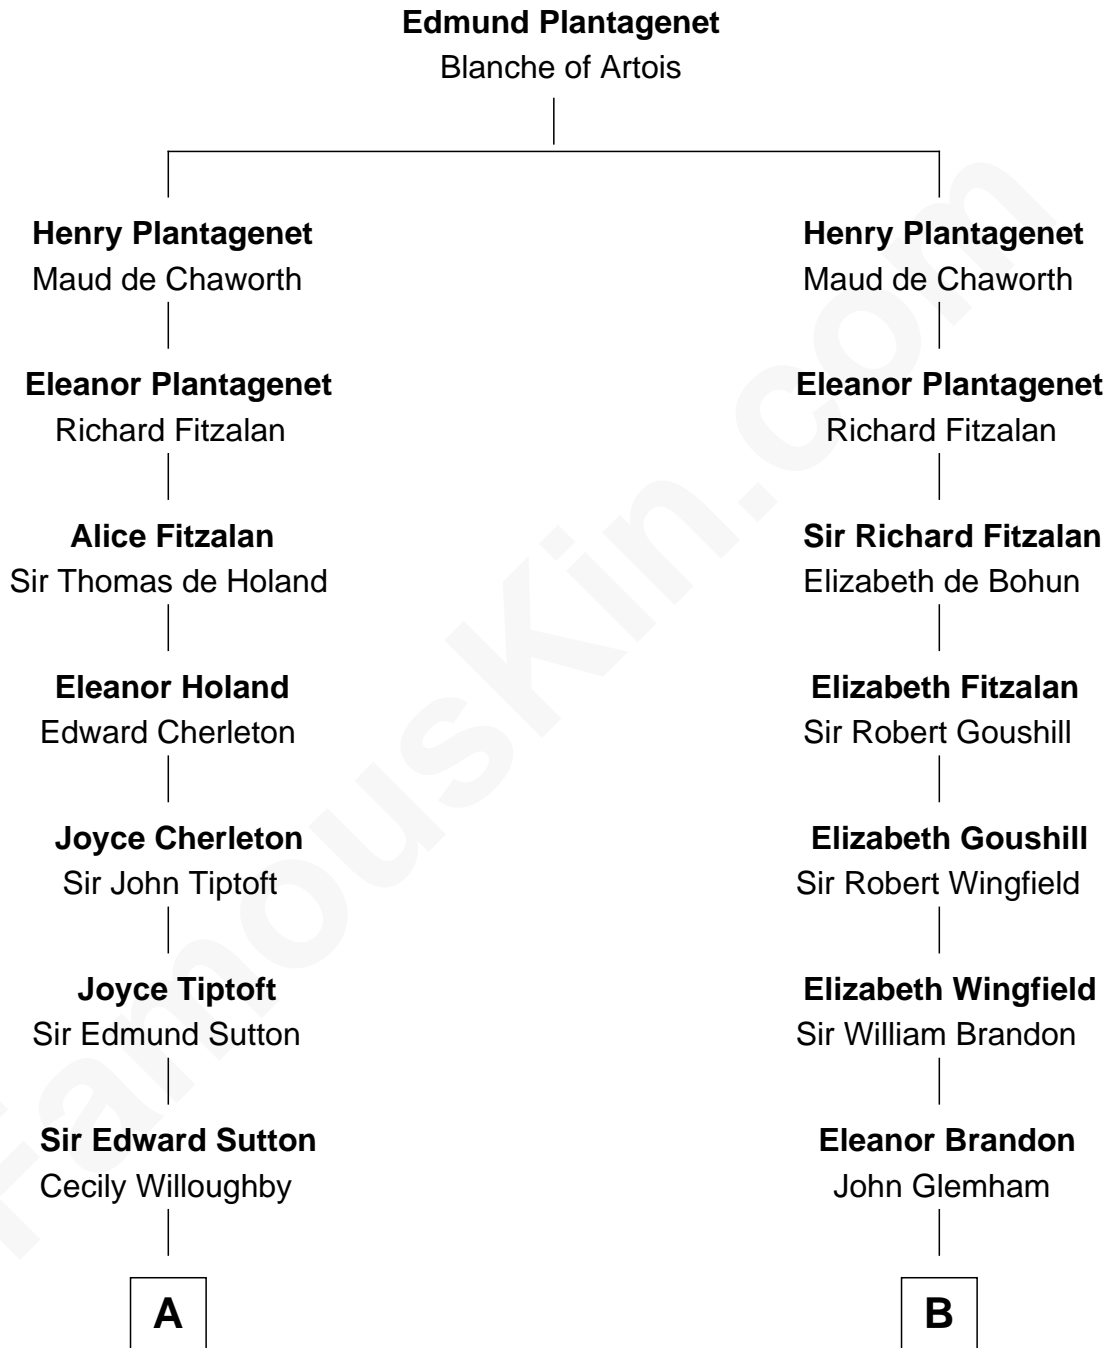 Edmund Plantagenet
Blanche of Artois
Henry Plantagenet
Maud de Chaworth
Eleanor Plantagenet
Richard Fitzalan
Alice Fitzalan
Sir Thomas de Holand
Eleanor Holand
Edward Cherleton
Joyce Cherleton
Sir John Tiptoft
Joyce Tiptoft
Sir Edmund Sutton
Sir Edward Sutton
Cecily Willoughby
A
Henry Plantagenet
Maud de Chaworth
Eleanor Plantagenet
Richard Fitzalan
Sir Richard Fitzalan
Elizabeth de Bohun
Elizabeth Fitzalan
Sir Robert Goushill
Elizabeth Goushill
Sir Robert Wingfield
Elizabeth Wingfield
Sir William Brandon
Eleanor Brandon
John Glemham
B
FamousKin.com